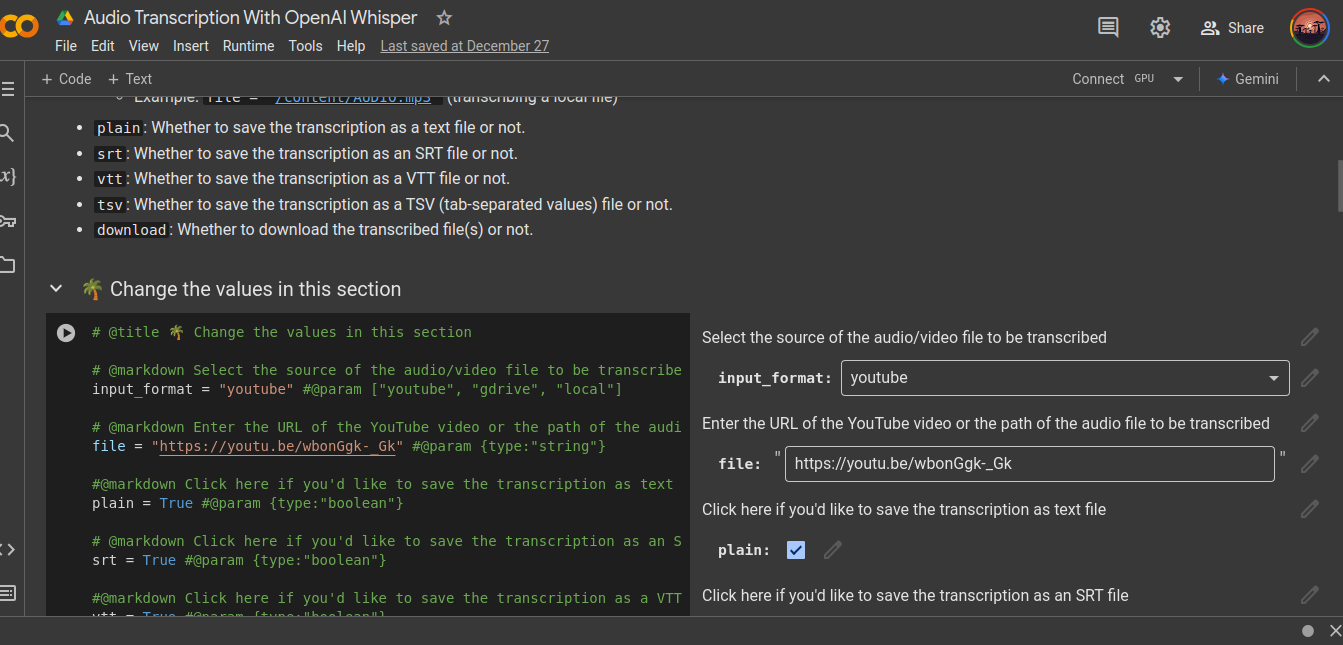 Audio Transcription With OpenAI Whisper
File Edit View Insert Runtime Tools Help Last saved at December 27
Share
+ Code + Text
Connect GPU
Gemini
Example: file = "/content/AUDIO.mp3" (transcribing a local file)
plain: Whether to save the transcription as a text file or not.
srt: Whether to save the transcription as an SRT file or not.
vtt: Whether to save the transcription as a VTT file or not.
tsv: Whether to save the transcription as a TSV (tab-separated values) file or not.
download: Whether to download the transcribed file(s) or not.
🌴 Change the values in this section
# @title 🌴 Change the values in this section
# @markdown Select the source of the audio/video file to be transcribe
input_format = "youtube" #@param ["youtube", "gdrive", "local"]
# @markdown Enter the URL of the YouTube video or the path of the audi
file = "https://youtu.be/wbonGgk-_Gk" #@param {type:"string"}
#@markdown Click here if you'd like to save the transcription as text
plain = True #@param {type:"boolean"}
# @markdown Click here if you'd like to save the transcription as an S
srt = True #@param {type:"boolean"}
#@markdown Click here if you'd like to save the transcription as a VTT
vtt = True #@param {type:"boolean"}
Select the source of the audio/video file to be transcribed
input_format: youtube
Enter the URL of the YouTube video or the path of the audio file to be transcribed
file: " https://youtu.be/wbonGgk-_Gk "
Click here if you'd like to save the transcription as text file
plain:
Click here if you'd like to save the transcription as an SRT file